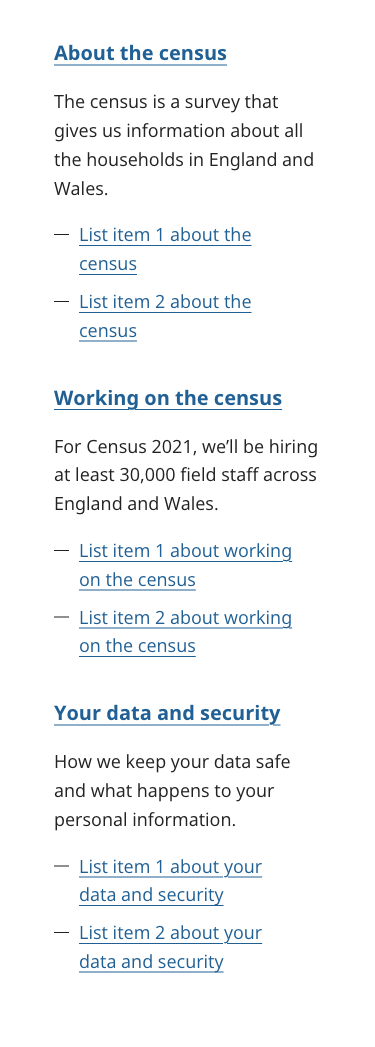 About the census
The census is a survey that
gives us information about all
the households in England and
Wales.
— List item 1 about the
census
— List item 2 about the
census
Working on the census
For Census 2021, we’ll be hiring
at least 30,000 field staff across
England and Wales.
— List item 1 about working
on the census
— List item 2 about working
on the census
Your data and security
How we keep your data safe
and what happens to your
personal information.
— List item 1 about your
data and security
— List item 2 about your
data and security